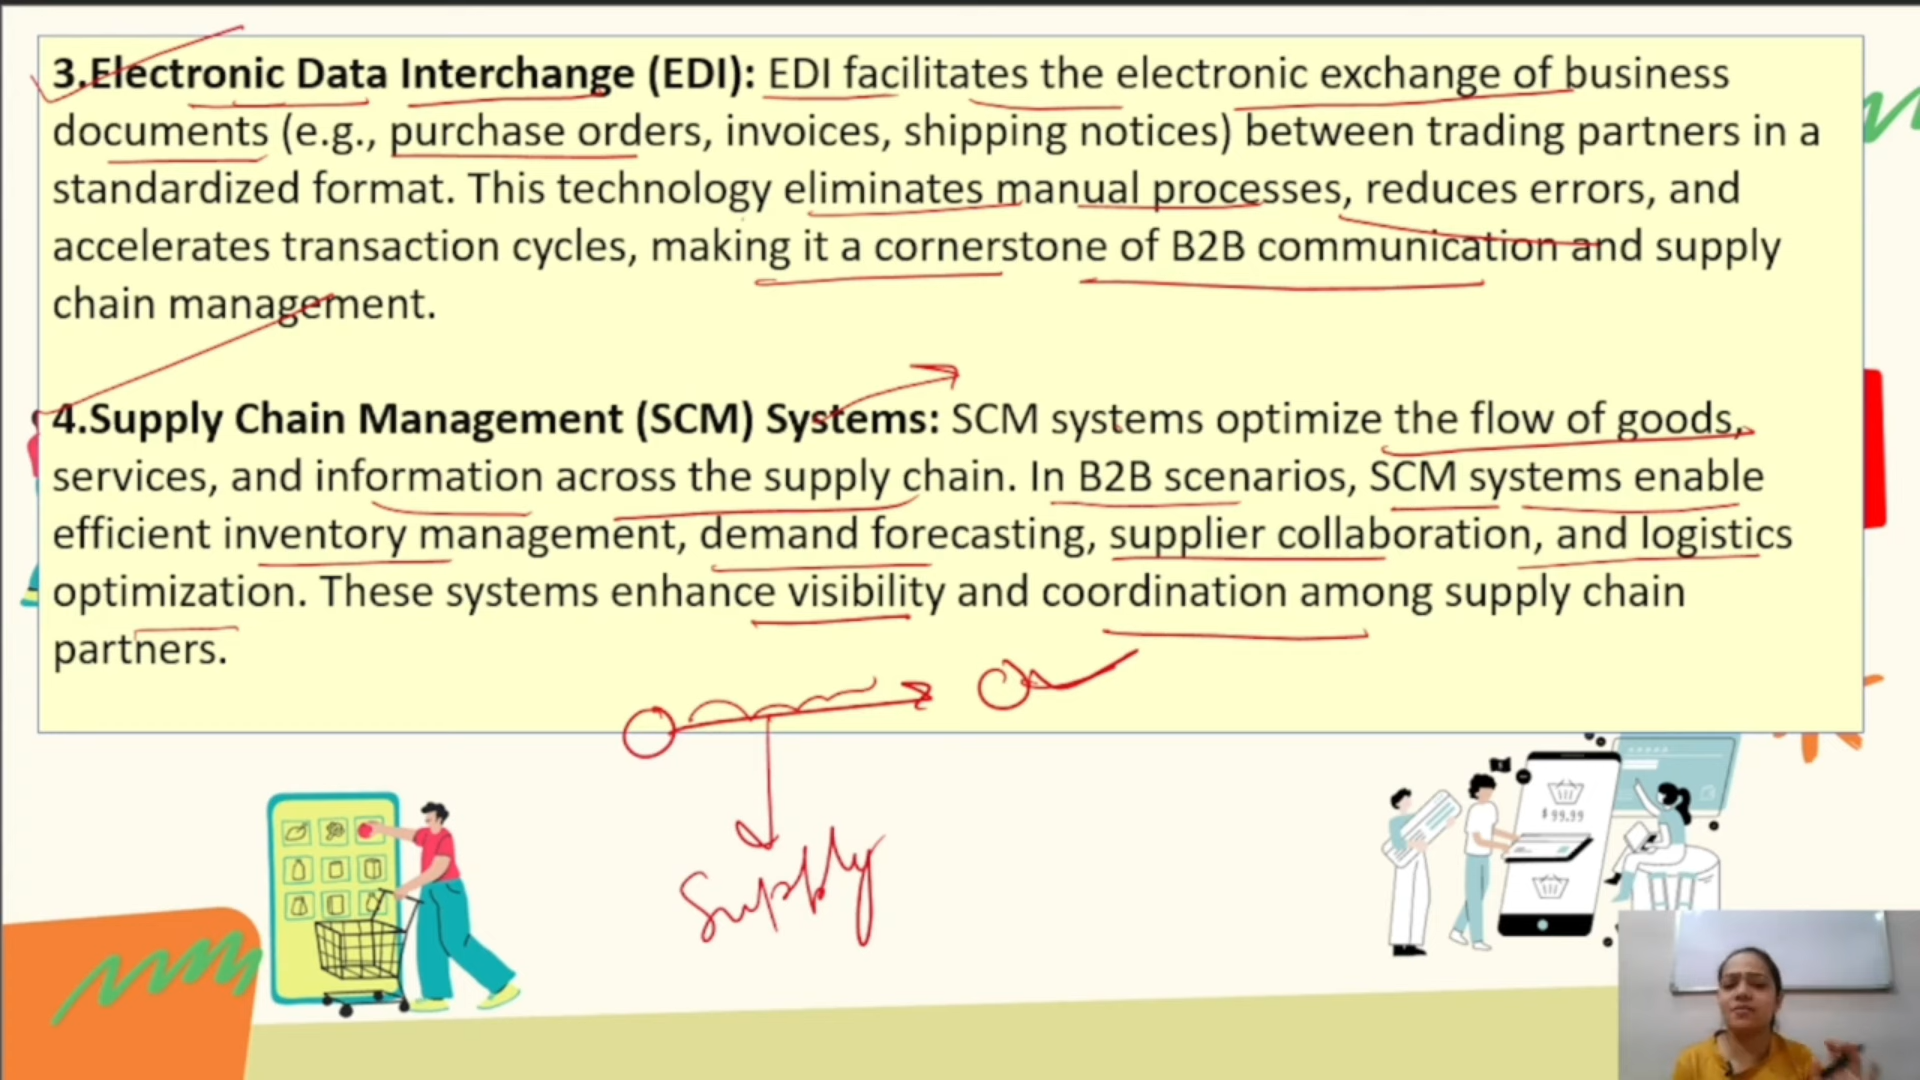 3.Electronic Data Interchange (EDI): EDI facilitates the electronic exchange of business
documents (e.g., purchase orders, invoices, shipping notices) between trading partners in a
standardized format. This technology eliminates manual processes, reduces errors, and
accelerates transaction cycles, making it a cornerstone of B2B communication and supply
chain management.
4.Supply Chain Management (SCM) Systems: SCM systems optimize the flow of goods,
services, and information across the supply chain. In B2B scenarios, SCM systems enable
efficient inventory management, demand forecasting, supplier collaboration, and logistics
optimization. These systems enhance visibility and coordination among supply chain
partners.
Supply
$99.99